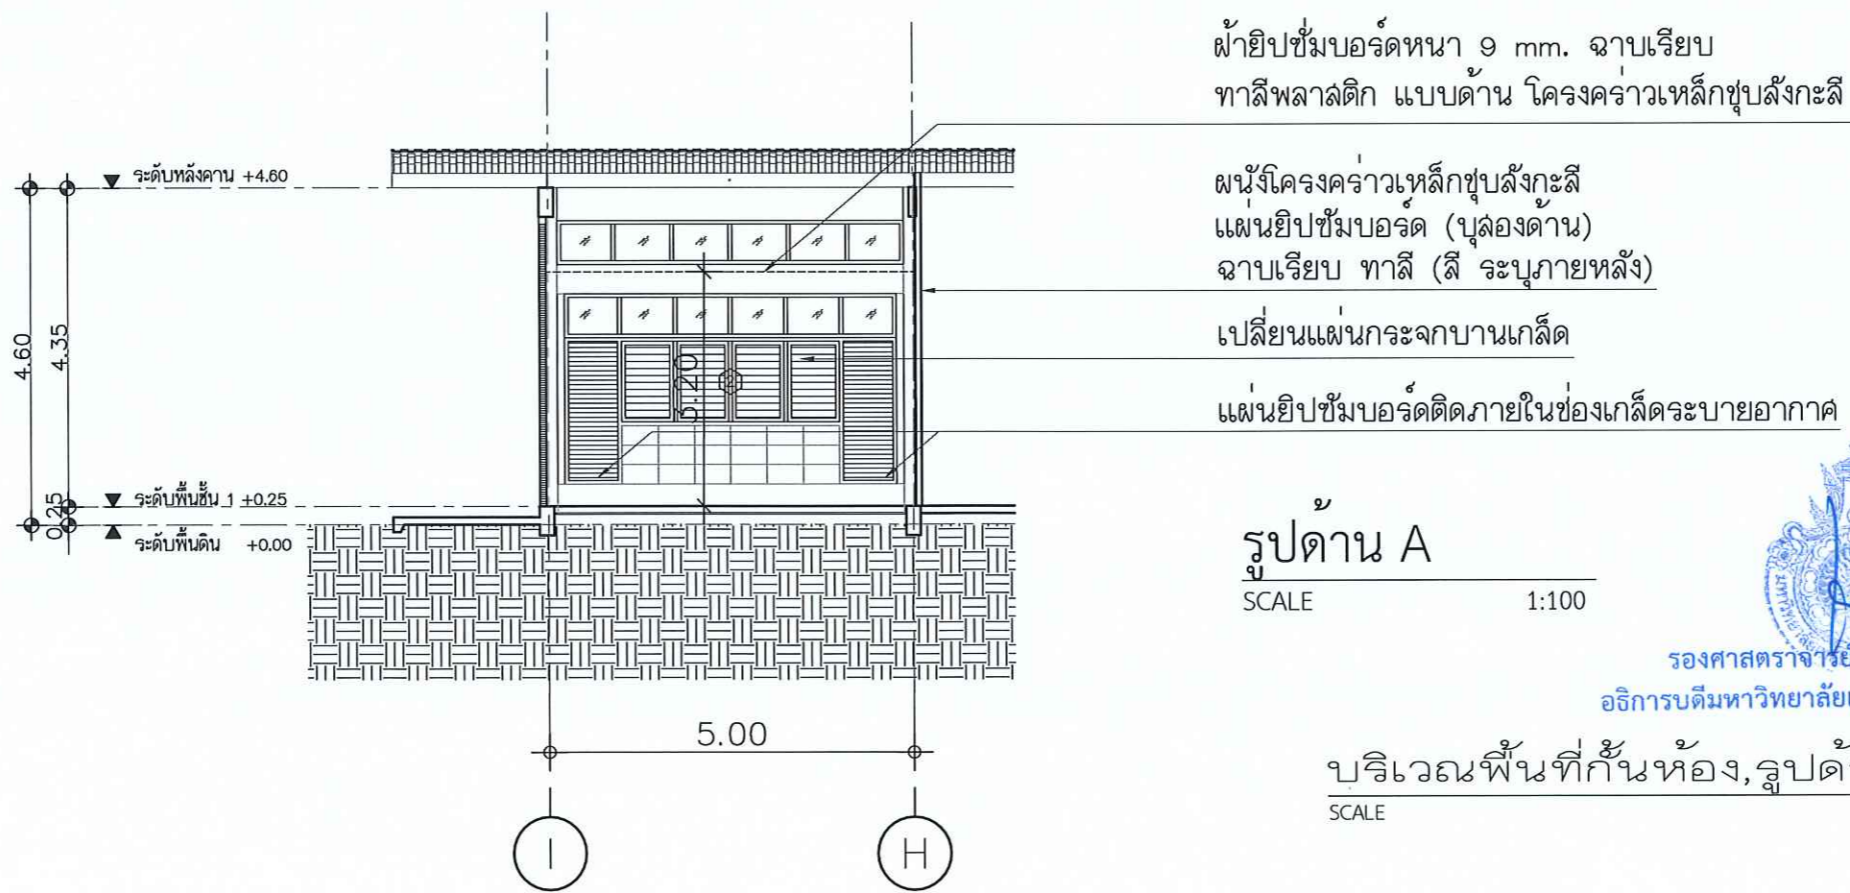 ฝ้ายิปซั่มบอร์ดหนา 9 mm. ฉาบเรียบ
ทาสีพลาสติก แบบด้าน โครงคร่าวเหล็กชุบสังกะสี
ผนังโครงคร่าวเหล็กชุบสังกะสี
แผ่นยิปซัมบอร์ด (บุสองด้าน)
ฉาบเรียบ ทาสี (สี ระบุภายหลัง)
เปลี่ยนแผ่นกระจกบานเกล็ด
แผ่นยิปซัมบอร์ดติดภายในช่องเกล็ดระบายอากาศ
ระดับหลังคาน +4.60
4.60
4.35
3.20
2
0.25
ระดับพื้นชั้น 1 +0.25
ระดับพื้นดิน +0.00
5.00
I
H
รูปด้าน A
SCALE 1:100
รองศาสตราจารย์
อธิการบดีมหาวิทยาลัย
บริเวณพื้นที่กั้นห้อง,รูปด้
SCALE